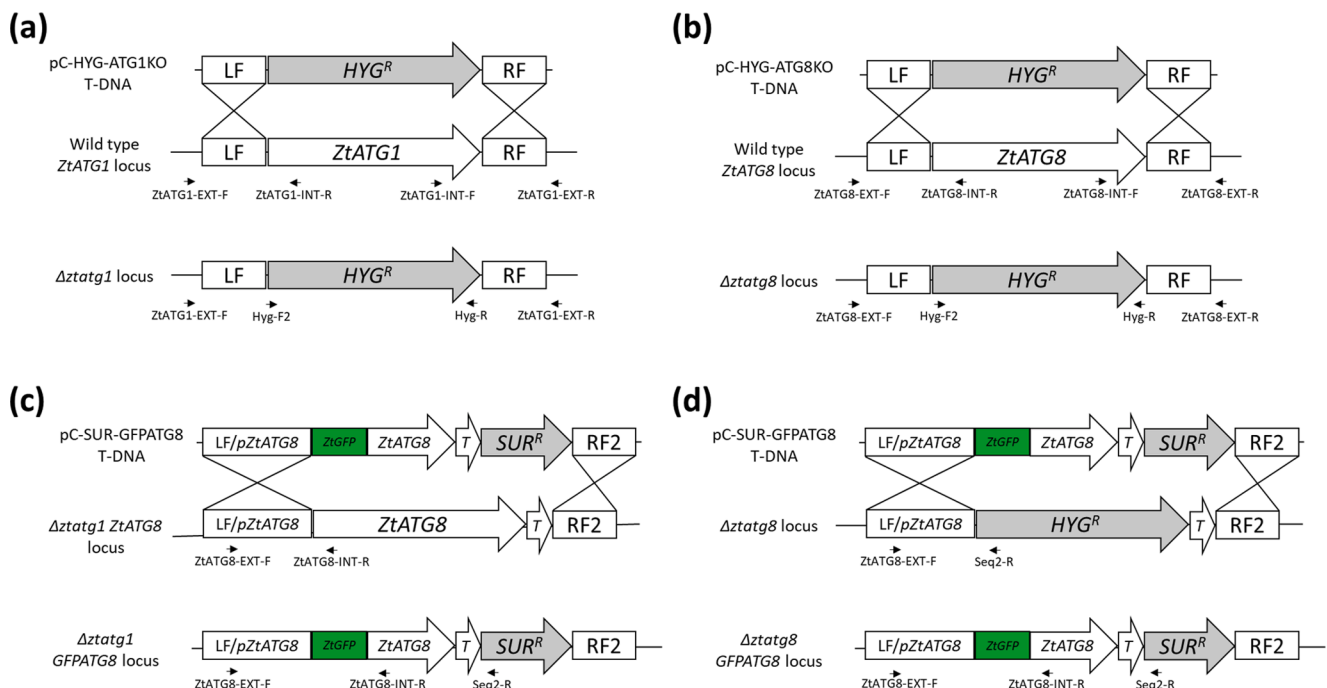 (a)
pC-HYG-ATG1KO
T-DNA
LF HYG^R RF
Wild type
ZtATG1 locus
LF ZtATG1 RF
ZtATG1-EXT-F ZtATG1-INT-R ZtATG1-INT-F ZtATG1-EXT-R
Δztatg1 locus
LF HYG^R RF
ZtATG1-EXT-F Hyg-F2 Hyg-R ZtATG1-EXT-R
(b)
pC-HYG-ATG8KO
T-DNA
LF HYG^R RF
Wild type
ZtATG8 locus
LF ZtATG8 RF
ZtATG8-EXT-F ZtATG8-INT-R ZtATG8-INT-F ZtATG8-EXT-R
Δztatg8 locus
LF HYG^R RF
ZtATG8-EXT-F Hyg-F2 Hyg-R ZtATG8-EXT-R
(c)
pC-SUR-GFPATG8
T-DNA
LF/pZtATG8 ZtGFP ZtATG8 T SUR^R RF2
Δztatg1 ZtATG8
locus
LF/pZtATG8 ZtATG8 T RF2
ZtATG8-EXT-F ZtATG8-INT-R
Δztatg1
GFPATG8 locus
LF/pZtATG8 ZtGFP ZtATG8 T SUR^R RF2
ZtATG8-EXT-F ZtATG8-INT-R Seq2-R
(d)
pC-SUR-GFPATG8
T-DNA
LF/pZtATG8 ZtGFP ZtATG8 T SUR^R RF2
Δztatg8 locus
LF/pZtATG8 HYG^R T RF2
ZtATG8-EXT-F Seq2-R
Δztatg8
GFPATG8 locus
LF/pZtATG8 ZtGFP ZtATG8 T SUR^R RF2
ZtATG8-EXT-F ZtATG8-INT-R Seq2-R